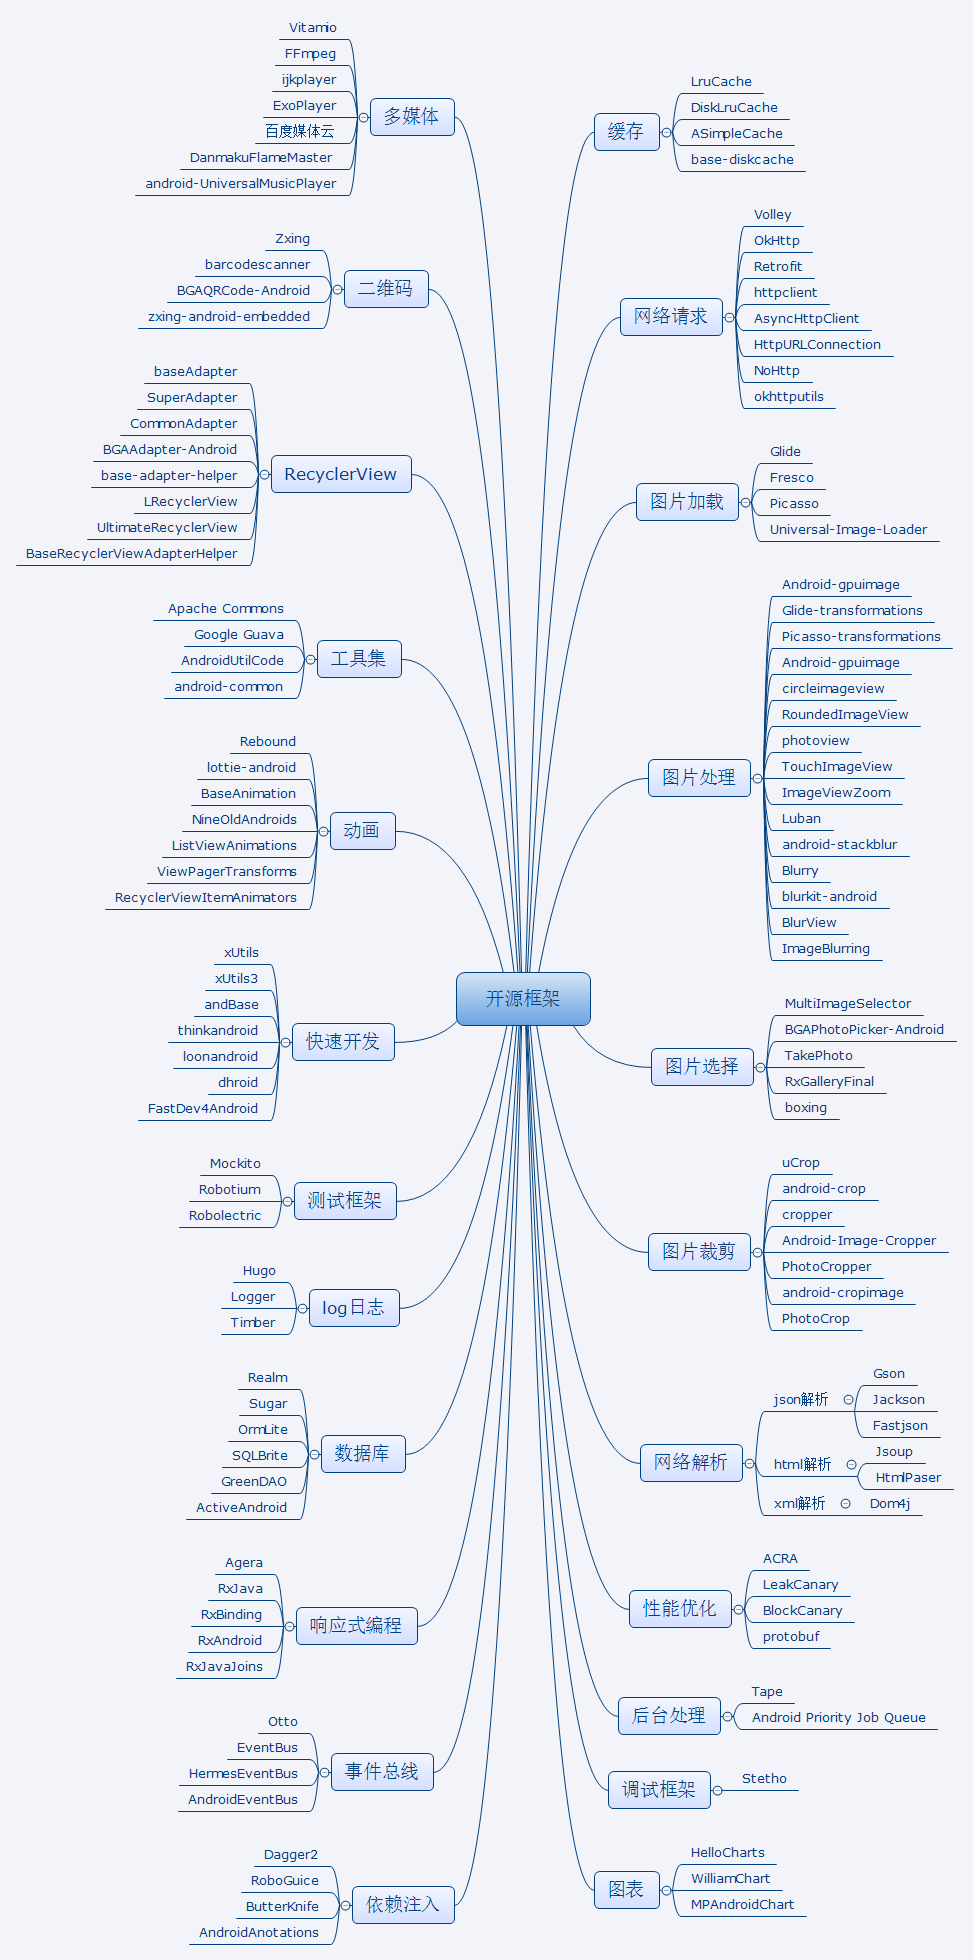 开源框架
多媒体
Vitamio
FFmpeg
ijkplayer
ExoPlayer
百度媒体云
DanmakuFlameMaster
android-UniversalMusicPlayer
二维码
Zxing
barcodescanner
BGAQRCode-Android
zxing-android-embedded
RecyclerView
baseAdapter
SuperAdapter
CommonAdapter
BGAAdapter-Android
base-adapter-helper
LRecyclerView
UltimateRecyclerView
BaseRecyclerViewAdapterHelper
工具集
Apache Commons
Google Guava
AndroidUtilCode
android-common
动画
Rebound
lottie-android
BaseAnimation
NineOldAndroids
ListViewAnimations
ViewPagerTransforms
RecyclerViewItemAnimators
快速开发
xUtils
xUtils3
andBase
thinkandroid
loonandroid
dhroid
FastDev4Android
测试框架
Mockito
Robotium
Robolectric
log日志
Hugo
Logger
Timber
数据库
Realm
Sugar
OrmLite
SQLBrite
GreenDAO
ActiveAndroid
响应式编程
Agera
RxJava
RxBinding
RxAndroid
RxJavaJoins
事件总线
Otto
EventBus
HermesEventBus
AndroidEventBus
依赖注入
Dagger2
RoboGuice
ButterKnife
AndroidAnotations
缓存
LruCache
DiskLruCache
ASimpleCache
base-diskcache
网络请求
Volley
OkHttp
Retrofit
httpclient
AsyncHttpClient
HttpURLConnection
NoHttp
okhttputils
图片加载
Glide
Fresco
Picasso
Universal-Image-Loader
图片处理
Android-gpuimage
Glide-transformations
Picasso-transformations
Android-gpuimage
circleimageview
RoundedImageView
photoview
TouchImageView
ImageViewZoom
Luban
android-stackblur
Blurry
blurkit-android
BlurView
ImageBlurring
图片选择
MultiImageSelector
BGAPhotoPicker-Android
TakePhoto
RxGalleryFinal
boxing
图片裁剪
uCrop
android-crop
cropper
Android-Image-Cropper
PhotoCropper
android-cropimage
PhotoCrop
网络解析
json解析
Gson
Jackson
Fastjson
html解析
Jsoup
HtmlPaser
xml解析
Dom4j
性能优化
ACRA
LeakCanary
BlockCanary
protobuf
后台处理
Tape
Android Priority Job Queue
调试框架
Stetho
图表
HelloCharts
WilliamChart
MPAndroidChart